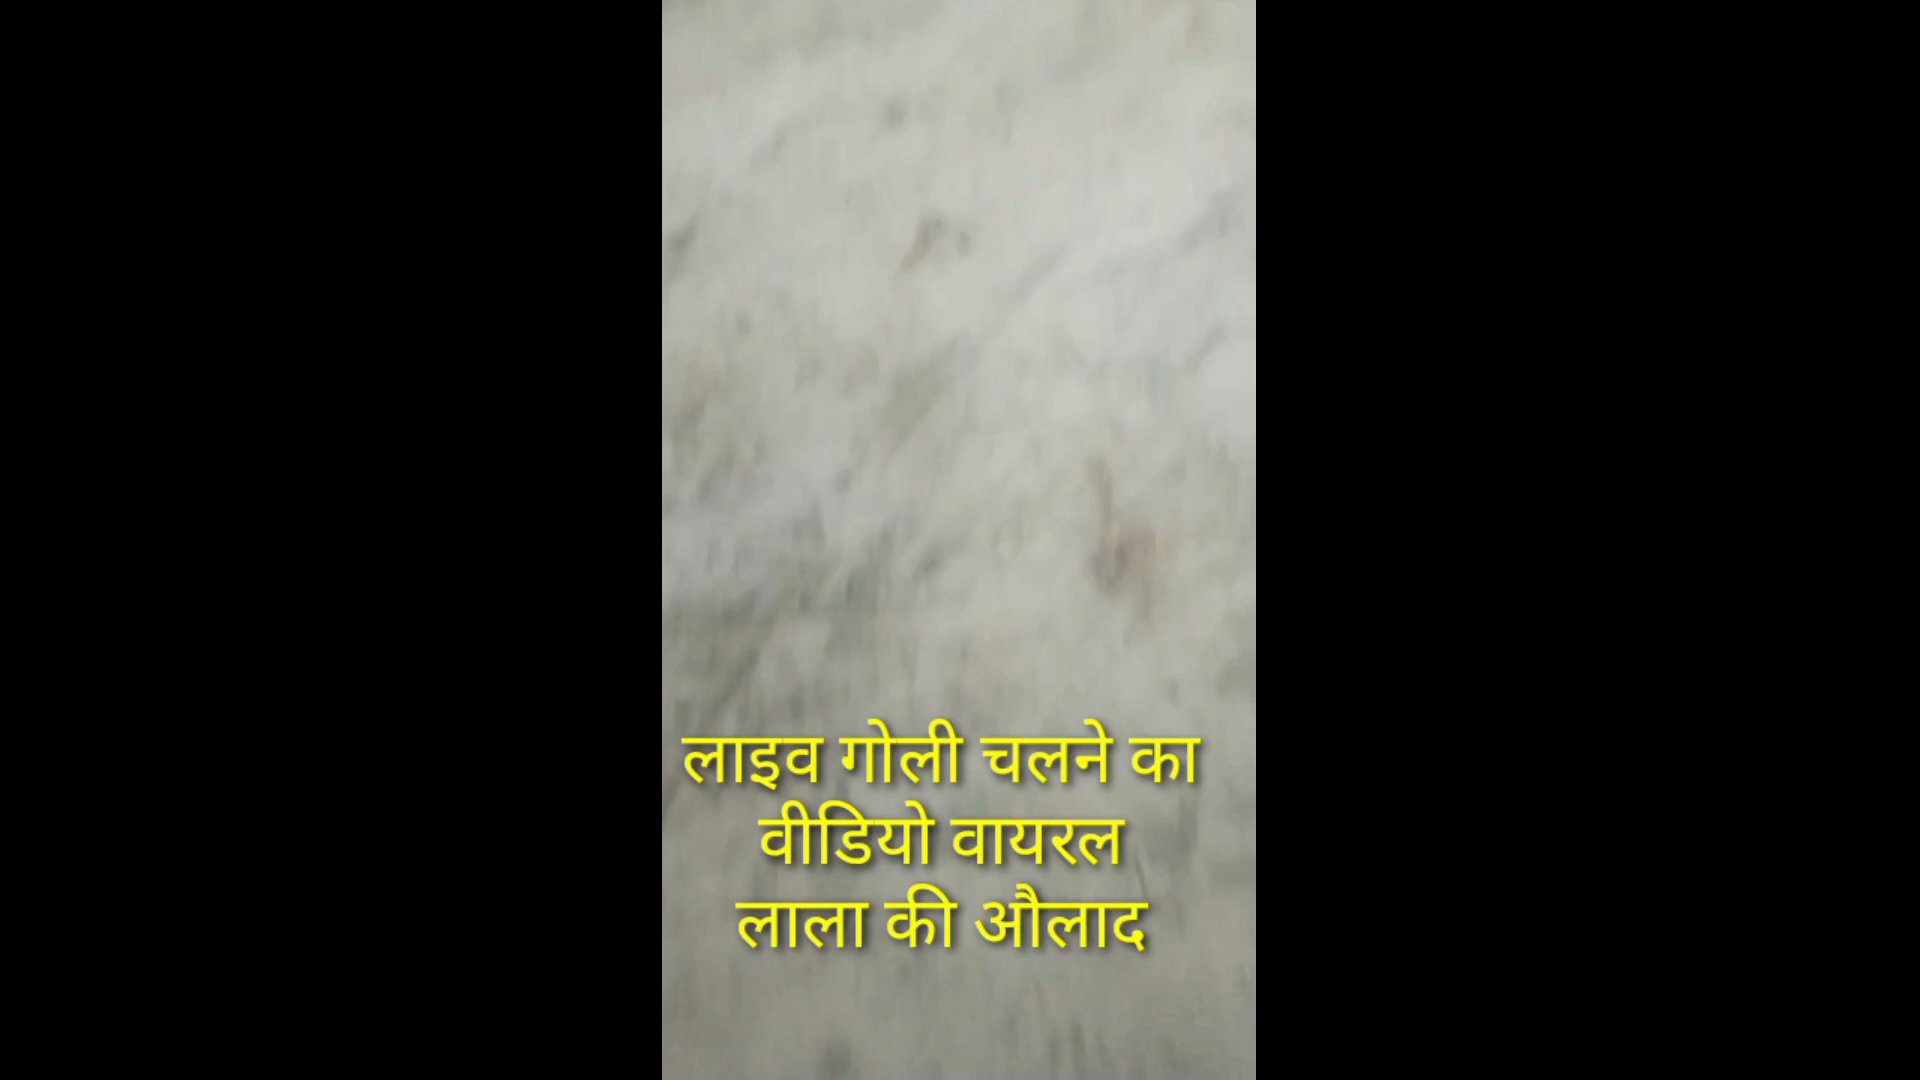 लाइव गोली चलने का
वीडियो वायरल
लाला की औलाद